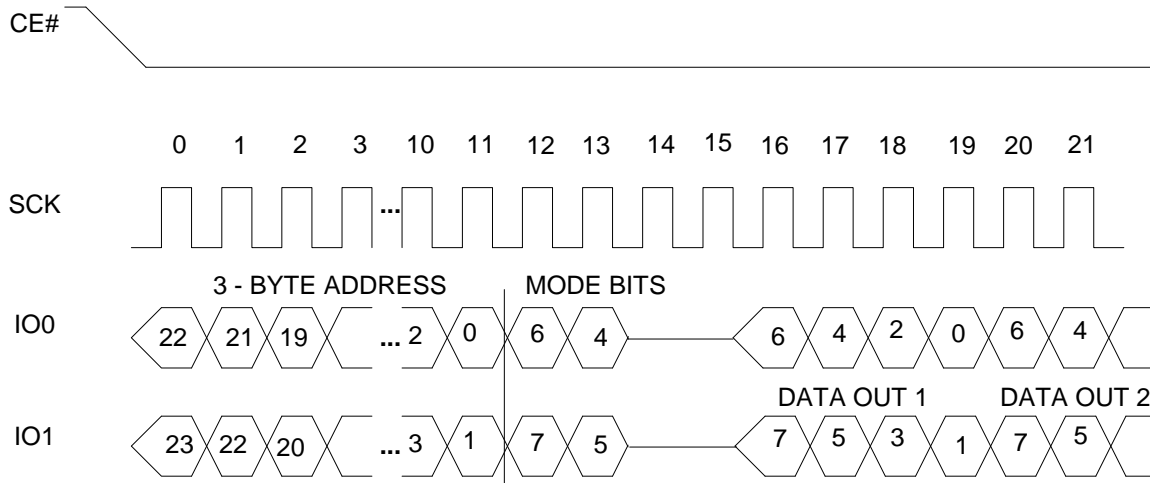 CE#
0 1 2 3 10 11 12 13 14 15 16 17 18 19 20 21
SCK ...
3 - BYTE ADDRESS MODE BITS
IO0 22 21 19 ... 2 0 6 4 6 4 2 0 6 4
DATA OUT 1 DATA OUT 2
IO1 23 22 20 ... 3 1 7 5 7 5 3 1 7 5